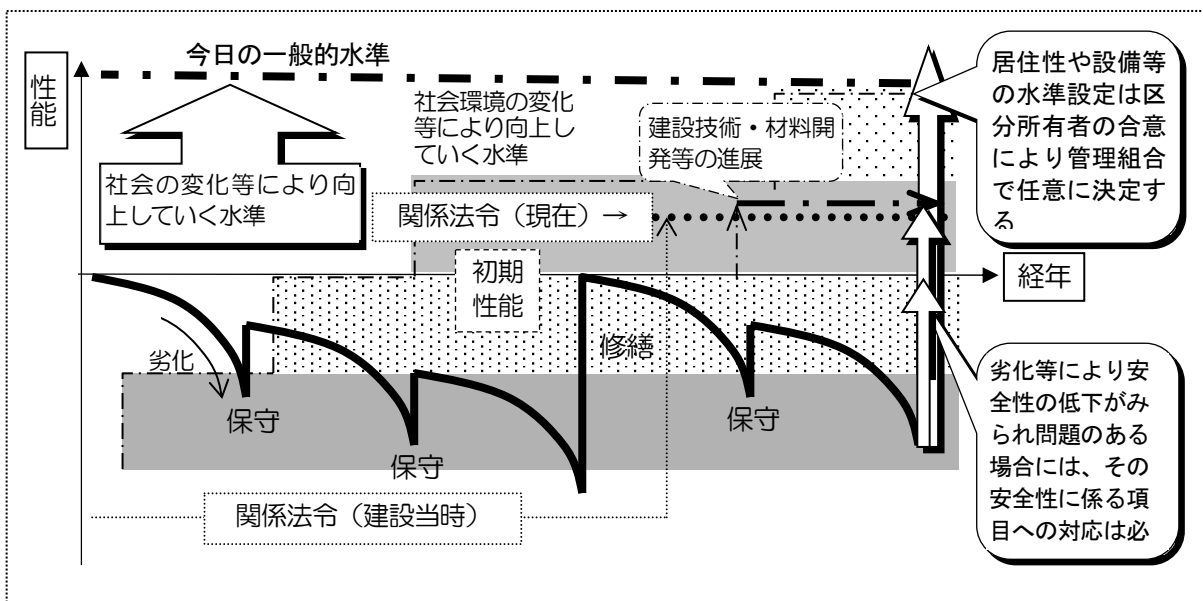 今日の一般的水準
性
能
社会環境の変化
等により向上し
ていく水準
建設技術・材料開
発等の進展
居住性や設備等
の水準設定は区
分所有者の合意
により管理組合
で任意に決定す
る
社会の変化等により向
上していく水準
関係法令（現在）→
初期
性能
経年
劣化
保守
保守
修繕
保守
関係法令（建設当時）
劣化等により安
全性の低下がみ
られ問題のある
場合には、その
安全性に係る項
目への対応は必